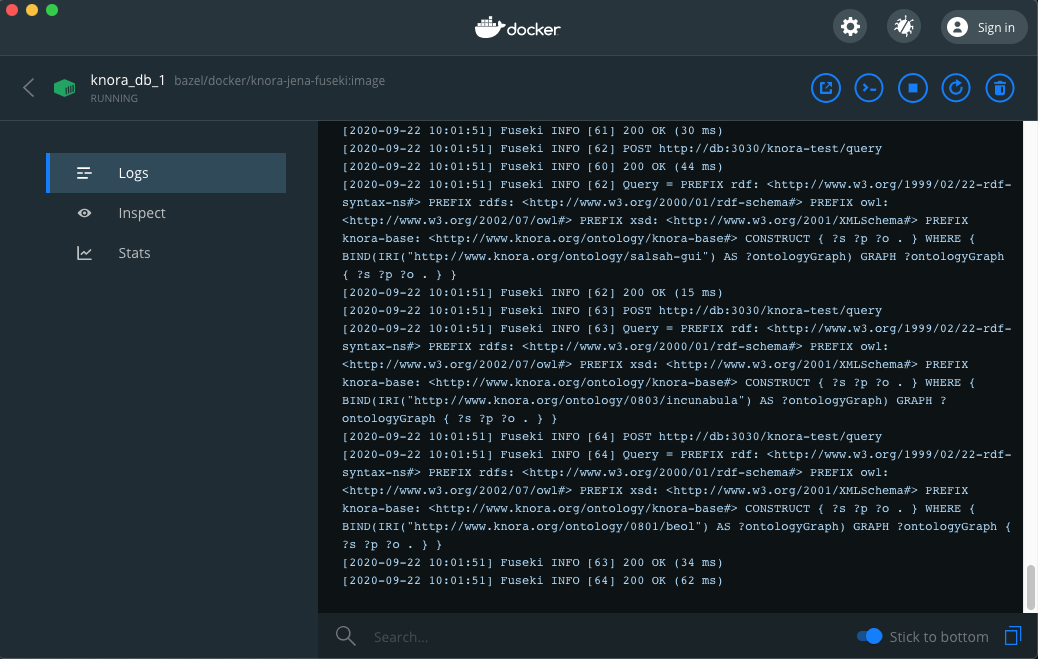 docker
Sign in
knora_db_1 bazel/docker/knora-jena-fuseki:image
RUNNING
Logs
Inspect
Stats
[2020-09-22 10:01:51] Fuseki INFO [61] 200 OK (30 ms)
[2020-09-22 10:01:51] Fuseki INFO [62] POST http://db:3030/knora-test/query
[2020-09-22 10:01:51] Fuseki INFO [60] 200 OK (44 ms)
[2020-09-22 10:01:51] Fuseki INFO [62] Query = PREFIX rdf: <http://www.w3.org/1999/02/22-rdf-
syntax-ns#> PREFIX rdfs: <http://www.w3.org/2000/01/rdf-schema#> PREFIX owl:
<http://www.w3.org/2002/07/owl#> PREFIX xsd: <http://www.w3.org/2001/XMLSchema#> PREFIX
knora-base: <http://www.knora.org/ontology/knora-base#> CONSTRUCT { ?s ?p ?o . } WHERE {
BIND(IRI("http://www.knora.org/ontology/salsah-gui") AS ?ontologyGraph) GRAPH ?ontologyGraph
{ ?s ?p ?o . } }
[2020-09-22 10:01:51] Fuseki INFO [62] 200 OK (15 ms)
[2020-09-22 10:01:51] Fuseki INFO [63] POST http://db:3030/knora-test/query
[2020-09-22 10:01:51] Fuseki INFO [63] Query = PREFIX rdf: <http://www.w3.org/1999/02/22-rdf-
syntax-ns#> PREFIX rdfs: <http://www.w3.org/2000/01/rdf-schema#> PREFIX owl:
<http://www.w3.org/2002/07/owl#> PREFIX xsd: <http://www.w3.org/2001/XMLSchema#> PREFIX
knora-base: <http://www.knora.org/ontology/knora-base#> CONSTRUCT { ?s ?p ?o . } WHERE {
BIND(IRI("http://www.knora.org/ontology/0803/incunabula") AS ?ontologyGraph) GRAPH ?
ontologyGraph { ?s ?p ?o . } }
[2020-09-22 10:01:51] Fuseki INFO [64] POST http://db:3030/knora-test/query
[2020-09-22 10:01:51] Fuseki INFO [64] Query = PREFIX rdf: <http://www.w3.org/1999/02/22-rdf-
syntax-ns#> PREFIX rdfs: <http://www.w3.org/2000/01/rdf-schema#> PREFIX owl:
<http://www.w3.org/2002/07/owl#> PREFIX xsd: <http://www.w3.org/2001/XMLSchema#> PREFIX
knora-base: <http://www.knora.org/ontology/knora-base#> CONSTRUCT { ?s ?p ?o . } WHERE {
BIND(IRI("http://www.knora.org/ontology/0801/beol") AS ?ontologyGraph) GRAPH ?ontologyGraph {
?s ?p ?o . } }
[2020-09-22 10:01:51] Fuseki INFO [63] 200 OK (34 ms)
[2020-09-22 10:01:51] Fuseki INFO [64] 200 OK (62 ms)
Search...
Stick to bottom